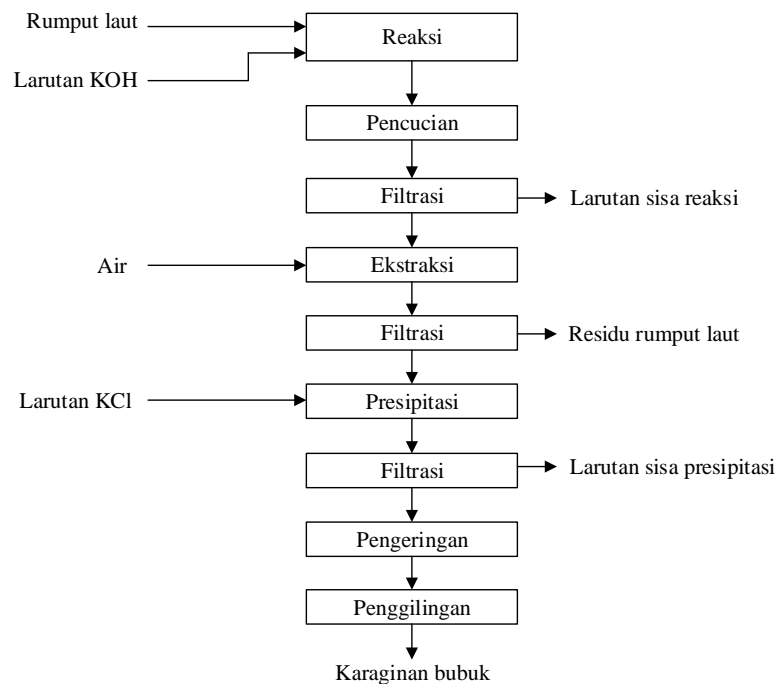 Rumput laut
Reaksi
Larutan KOH
Pencucian
Filtrasi
Larutan sisa reaksi
Air
Ekstraksi
Filtrasi
Residu rumput laut
Larutan KCl
Presipitasi
Filtrasi
Larutan sisa presipitasi
Pengeringan
Penggilingan
Karaginan bubuk